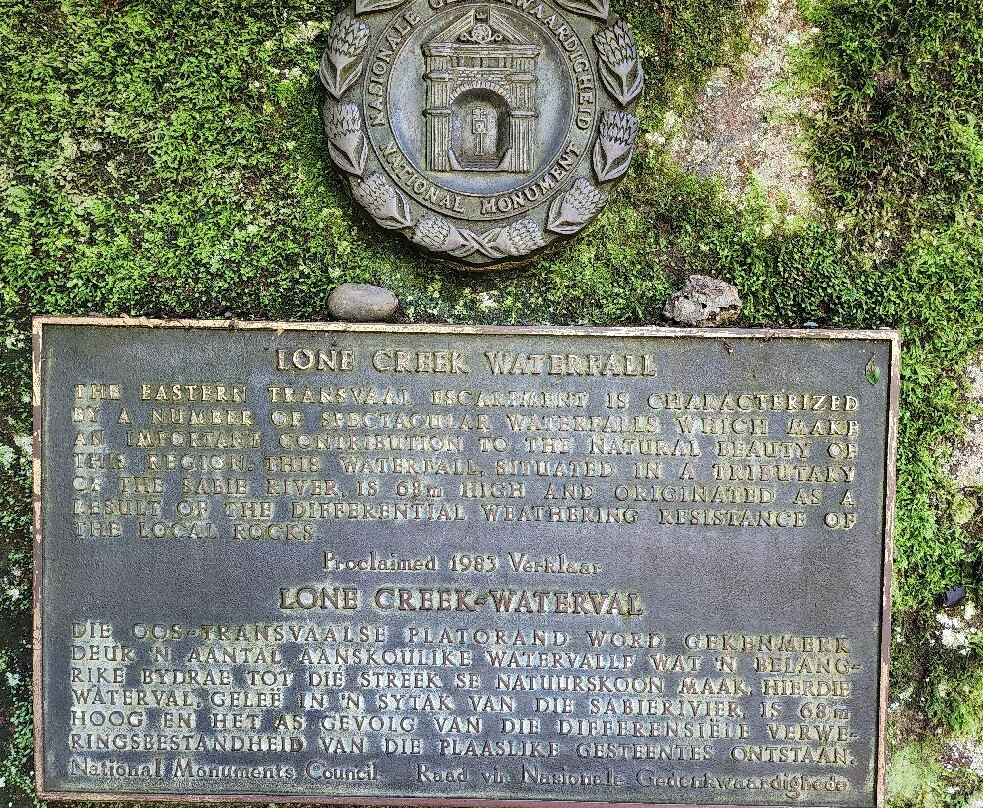 NASIONALE GEDENKWAARDIGHEID
NATIONAL MONUMENT
LONE CREEK WATERFALL
THE EASTERN TRANSVAAL ESCARPMENT IS CHARACTERIZED
BY A NUMBER OF SPECTACULAR WATERFALLS WHICH MAKE
AN IMPORTANT CONTRIBUTION TO THE NATURAL BEAUTY OF
THIS REGION. THIS WATERFALL, SITUATED IN A TRIBUTARY
OF THE SABIE RIVER, IS 68m HIGH AND ORIGINATED AS A
RESULT OF THE DIFFERENTIAL WEATHERING RESISTANCE OF
THE LOCAL ROCKS.
Proclaimed 1983 Verklaar
LONE CREEK-WATERVAL
DIE OOS-TRANSVAALSE PLATORAND WORD GEKENMERK
DEUR 'N AANTAL AANSKOULIKE WATERVALLE WAT 'N BELANG-
RIKE BYDRAE TOT DIE STREEK SE NATUURSKOON MAAK. HIERDIE
WATERVAL, GELEË IN 'N SYTAK VAN DIE SABIERIVIER, IS 68m
HOOG EN HET AS GEVOLG VAN DIE DIFFERENSIËLE VERWE-
RINGSBESTANDHEID VAN DIE PLAASLIKE GESTEENTES ONTSTAAN.
National Monuments Council Raad vir Nasionale Gedenkwaardighede